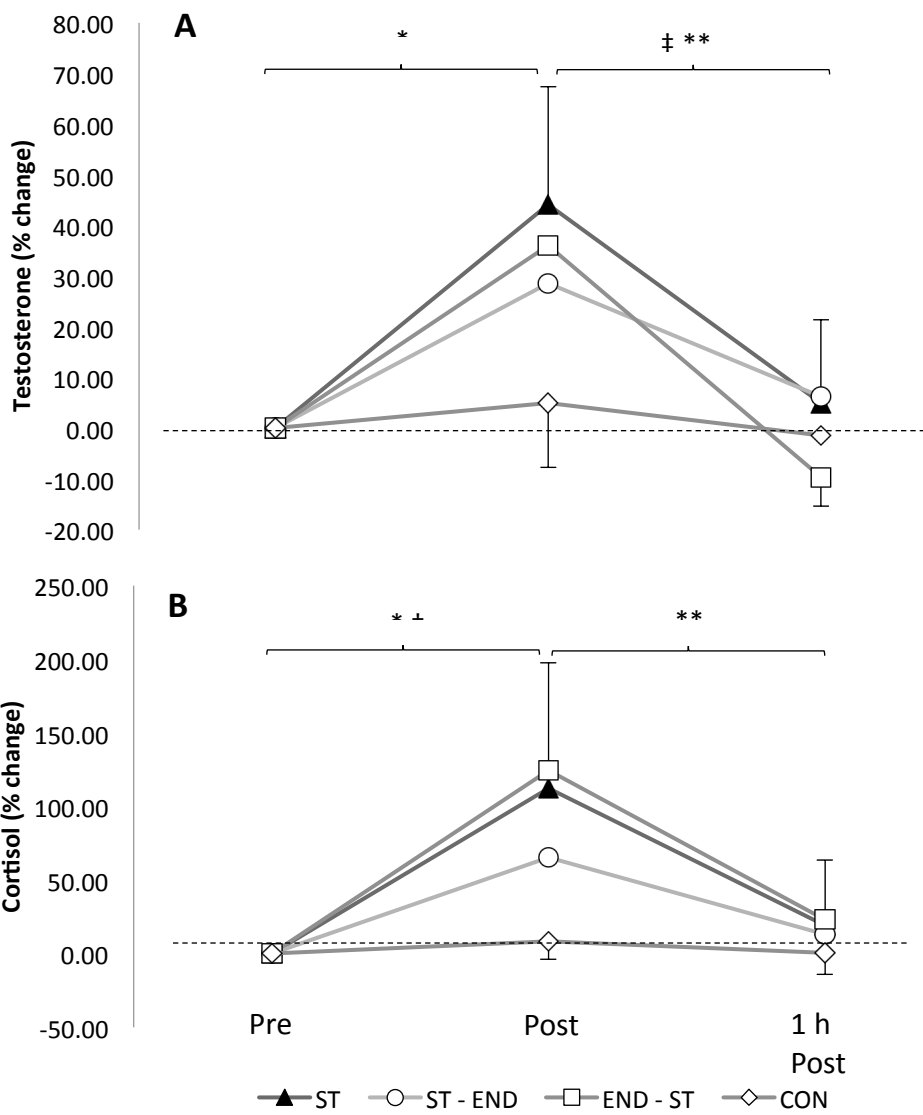 A
* ‡ **
80.00
70.00
60.00
50.00
40.00
30.00
20.00
10.00
0.00
-10.00
-20.00
Testosterone (% change)
B
* **
250.00
200.00
150.00
100.00
50.00
0.00
-50.00
Cortisol (% change)
Pre Post 1 h
Post
ST ST - END END - ST CON